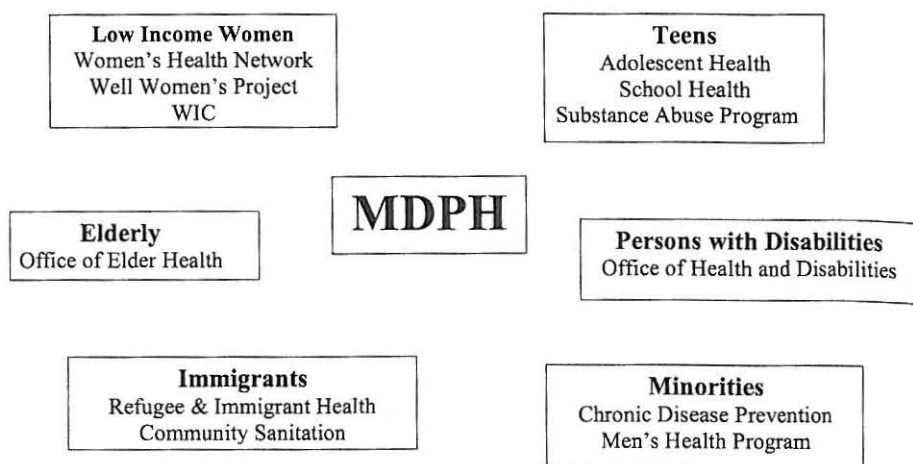 Low Income Women
Women's Health Network
Well Women's Project
WIC
Teens
Adolescent Health
School Health
Substance Abuse Program
MDPH
Elderly
Office of Elder Health
Persons with Disabilities
Office of Health and Disabilities
Immigrants
Refugee & Immigrant Health
Community Sanitation
Minorities
Chronic Disease Prevention
Men's Health Program